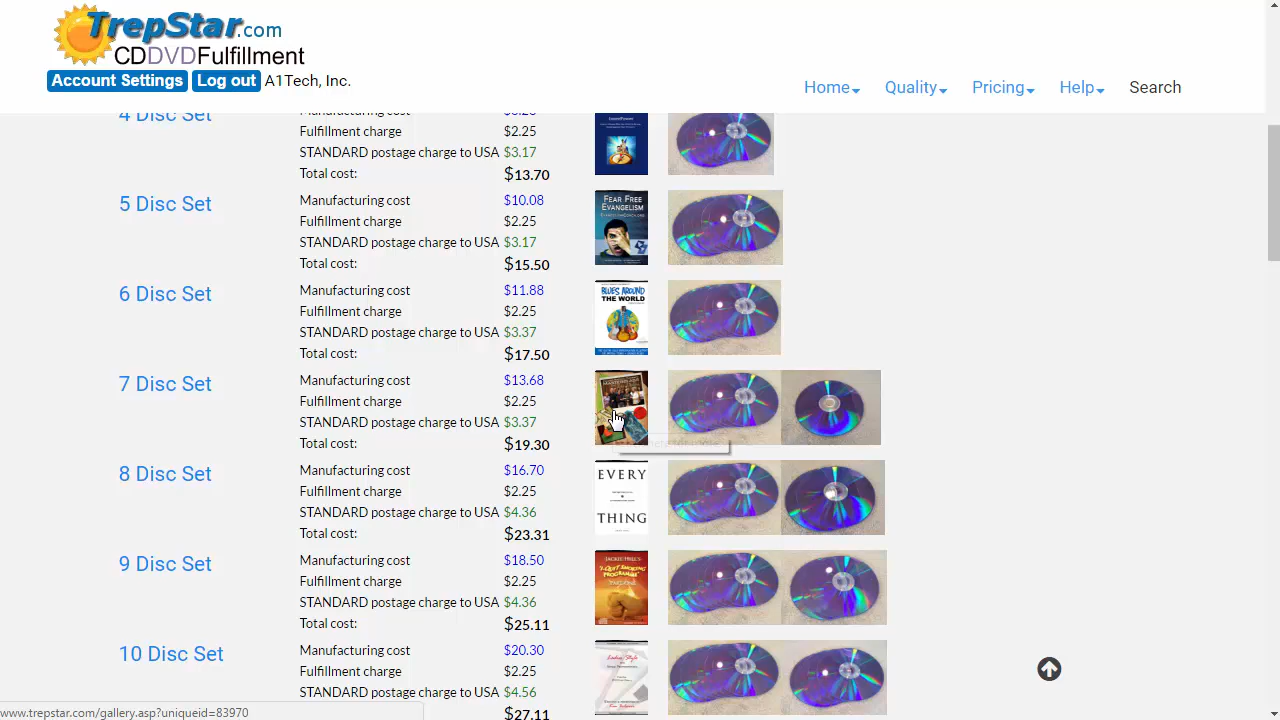 TrepStar.com
CDDVDFulfillment
Account Settings Log out A1Tech, Inc.
Home Quality Pricing Help Search
4 Disc Set
Fulfillment charge $2.25
STANDARD postage charge to USA $3.17
Total cost: $13.70
5 Disc Set
Manufacturing cost $10.08
Fulfillment charge $2.25
STANDARD postage charge to USA $3.17
Total cost: $15.50
FEAR FREE
EVANGELISM
6 Disc Set
Manufacturing cost $11.88
Fulfillment charge $2.25
STANDARD postage charge to USA $3.37
Total cost: $17.50
BLUES AROUND
THE WORLD
7 Disc Set
Manufacturing cost $13.68
Fulfillment charge $2.25
STANDARD postage charge to USA $3.37
Total cost: $19.30
8 Disc Set
Manufacturing cost $16.70
Fulfillment charge $2.25
STANDARD postage charge to USA $4.36
Total cost: $23.31
EVERY
THING
9 Disc Set
Manufacturing cost $18.50
Fulfillment charge $2.25
STANDARD postage charge to USA $4.36
Total cost: $25.11
10 Disc Set
Manufacturing cost $20.30
Fulfillment charge $2.25
STANDARD postage charge to USA $4.56
$27.11
www.trepstar.com/gallery.asp?uniqueid=83970